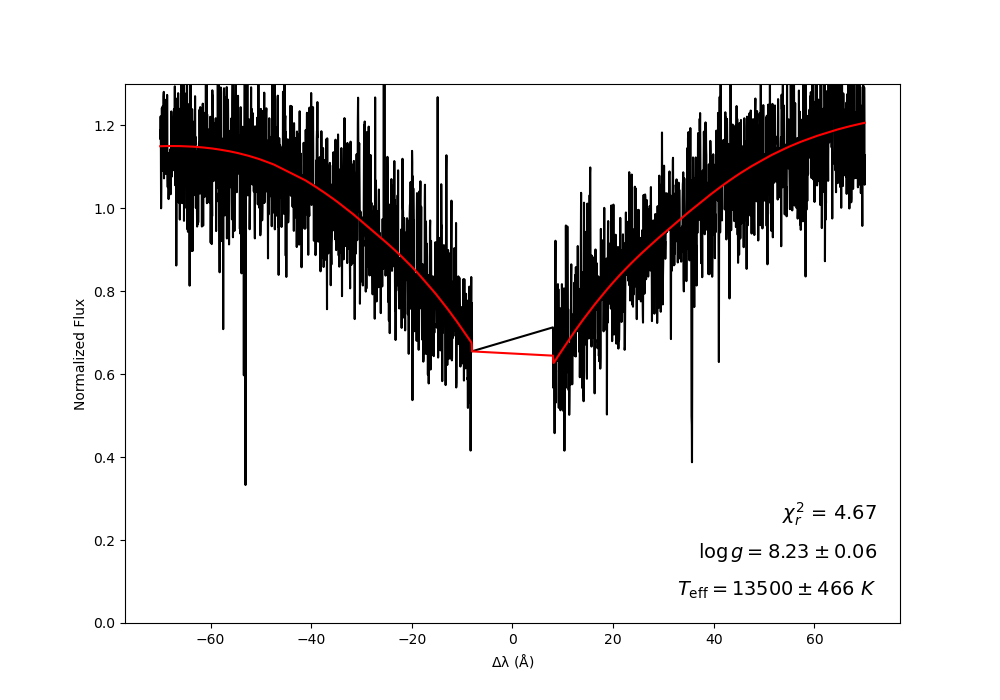 1.2
1.0
0.8
0.6
0.4
0.2
0.0
Normalized Flux
χ²ᵣ = 4.67
log g = 8.23 ± 0.06
T_eff = 13500 ± 466 K
−60 −40 −20 0 20 40 60
Δλ (Å)